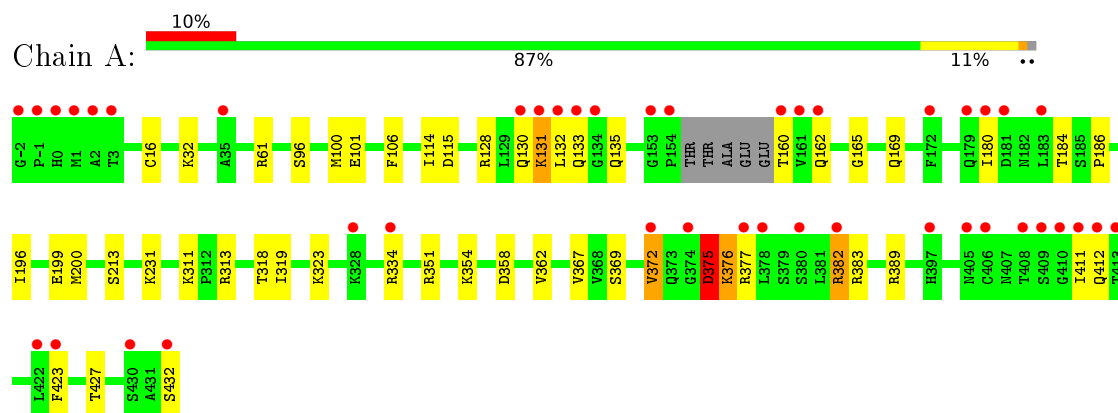 10%
Chain A:
87% 11% ••
G-2 P-1 H0 M1 A2 T3 C16 K32 A35 R61 S96 M100 E101 F106 I114 D115 R128 L129 Q130 K131 L132 Q133 G134 Q135 G153 P154 THR THR ALA GLU GLU T160 V161 Q162 G165 Q169 F172 Q179 I180 D181 N182 L183 T184 S185 P186
I196 E199 M200 S213 K231 K311 P312 R313 T318 I319 K323 K328 R334 R351 K354 D358 V362 V367 V368 S369 V372 Q373 G374 D375 K376 R377 L378 S379 S380 L381 R382 R383 R389 H397 N405 C406 N407 T408 S409 G410 I411 Q412 T413
L422 F423 T427 S430 A431 S432